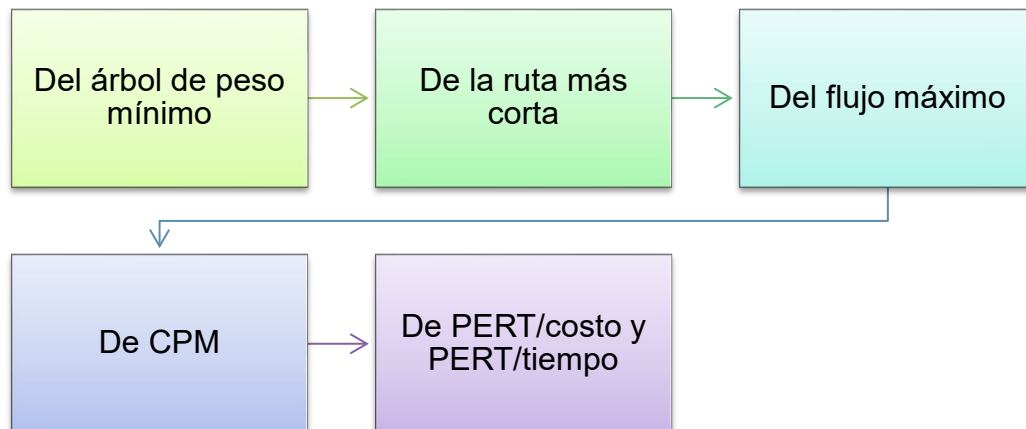 Del árbol de peso
mínimo
De la ruta más
corta
Del flujo máximo
De CPM
De PERT/costo y
PERT/tiempo